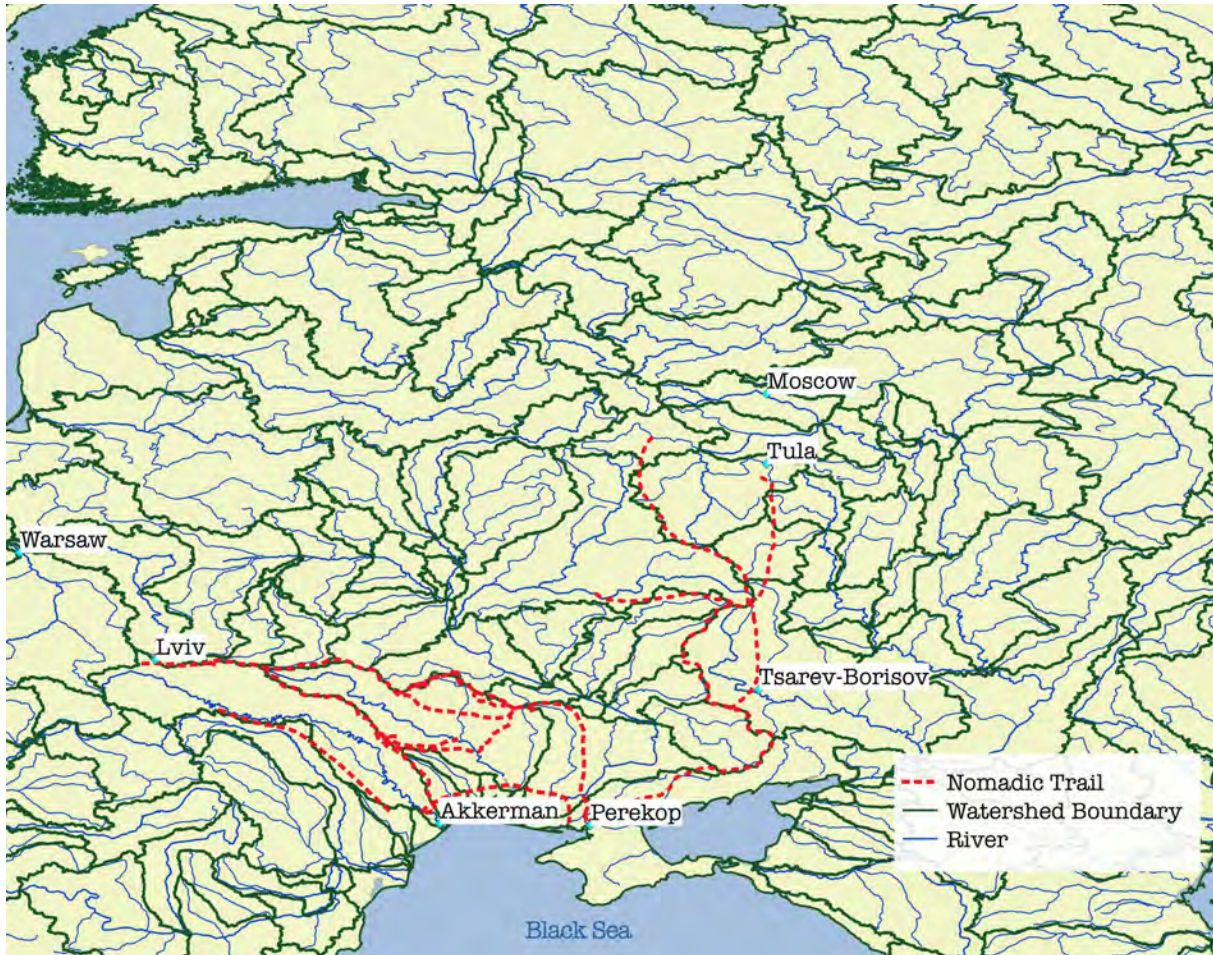 Moscow
Tula
Warsaw
Lviv
Tsarev-Borisov
Akkerman
Perekop
Nomadic Trail
Watershed Boundary
River
Black Sea